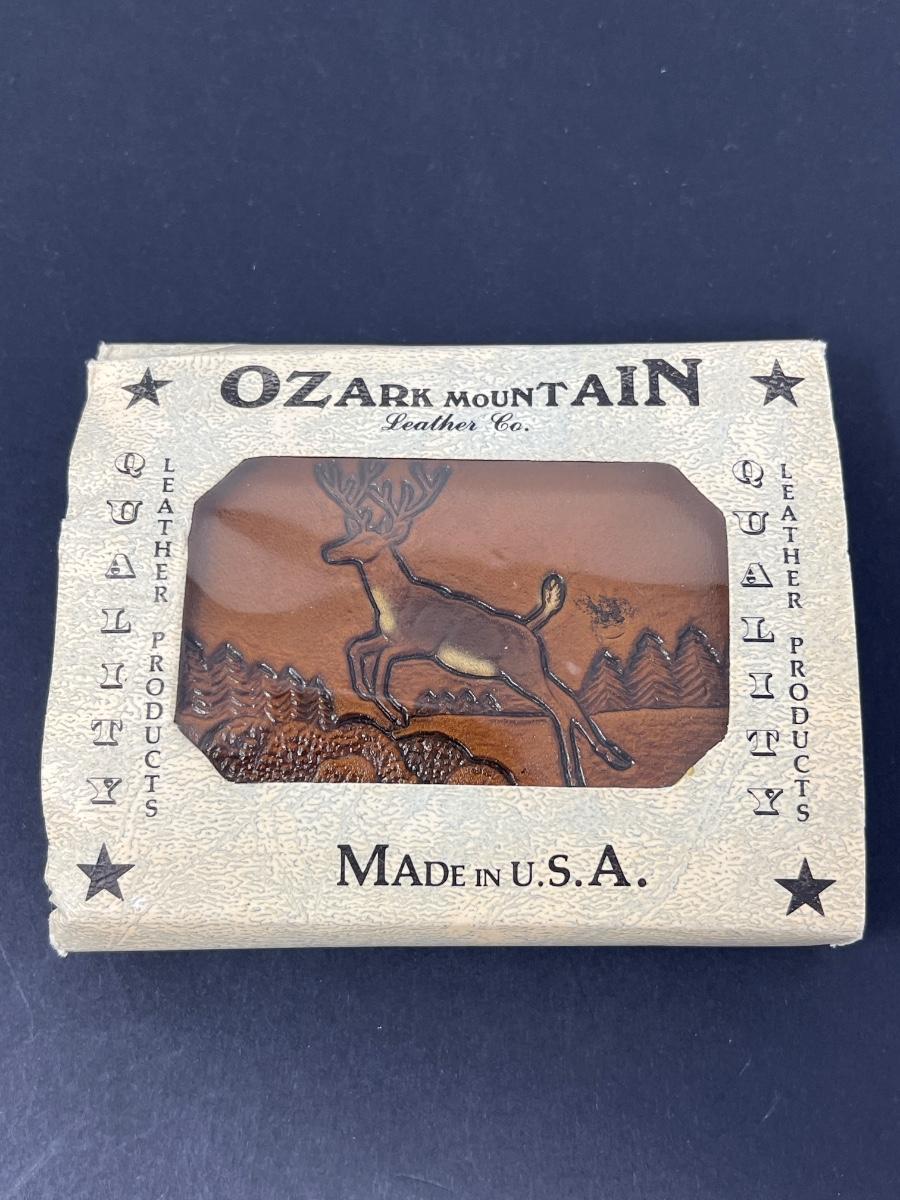 OZARK MOUNTAIN
Leather Co.
QUALITY
LEATHER PRODUCTS
QUALITY
LEATHER PRODUCTS
MADE IN U.S.A.